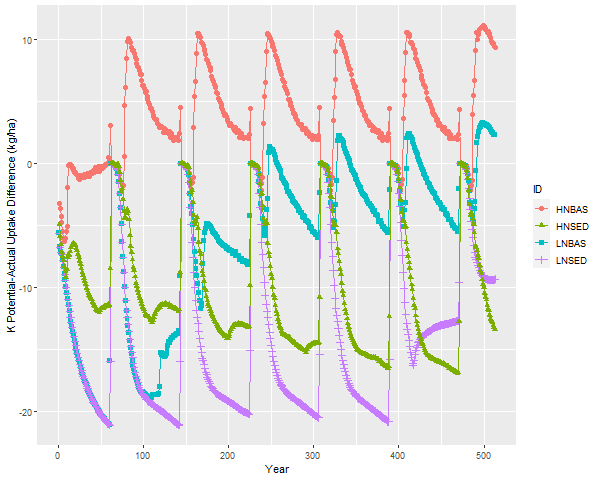 K Potential-Actual Uptake Difference (kg/ha)
10
0
-10
-20
0
100
200
300
400
500
Year
ID
HNBAS
HNSED
LNBAS
LNSED